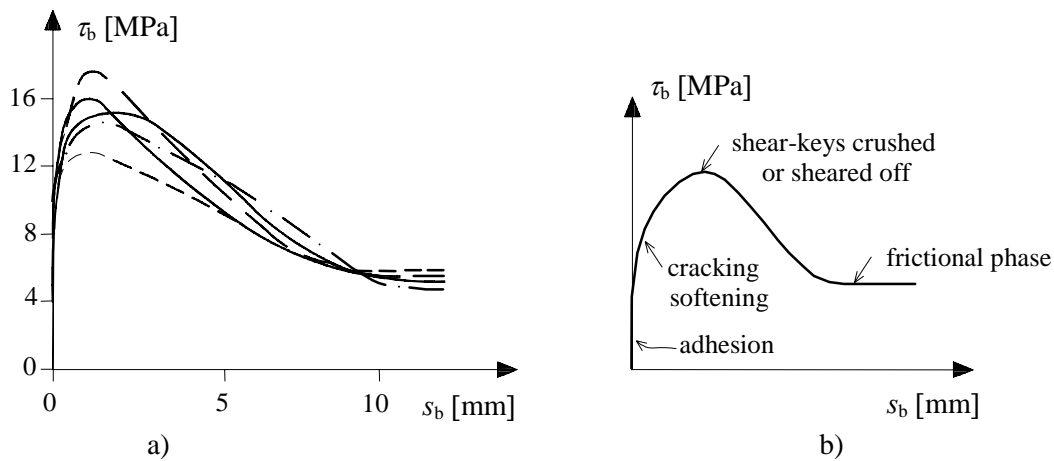 τb [MPa]
16
12
8
4
0
0
5
10
sb [mm]
a)
τb [MPa]
shear-keys crushed
or sheared off
frictional phase
cracking
softening
adhesion
sb [mm]
b)